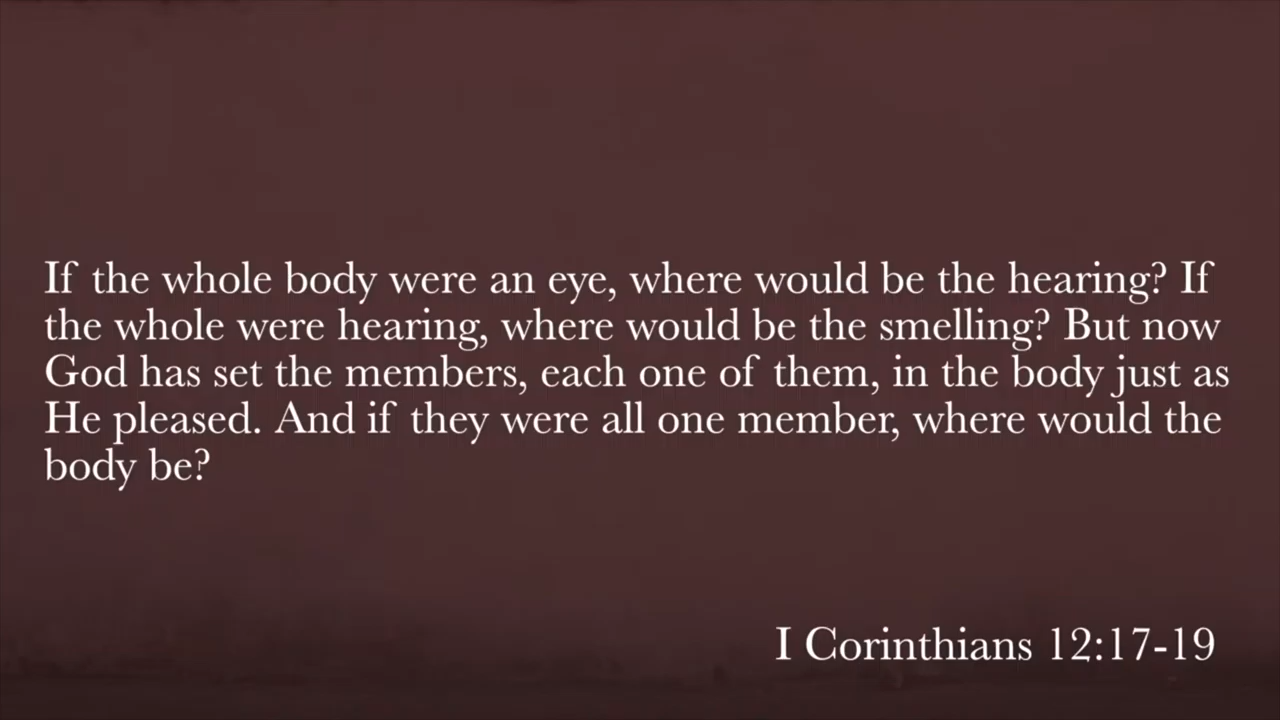 If the whole body were an eye, where would be the hearing? If
the whole were hearing, where would be the smelling? But now
God has set the members, each one of them, in the body just as
He pleased. And if they were all one member, where would the
body be?
I Corinthians 12:17-19